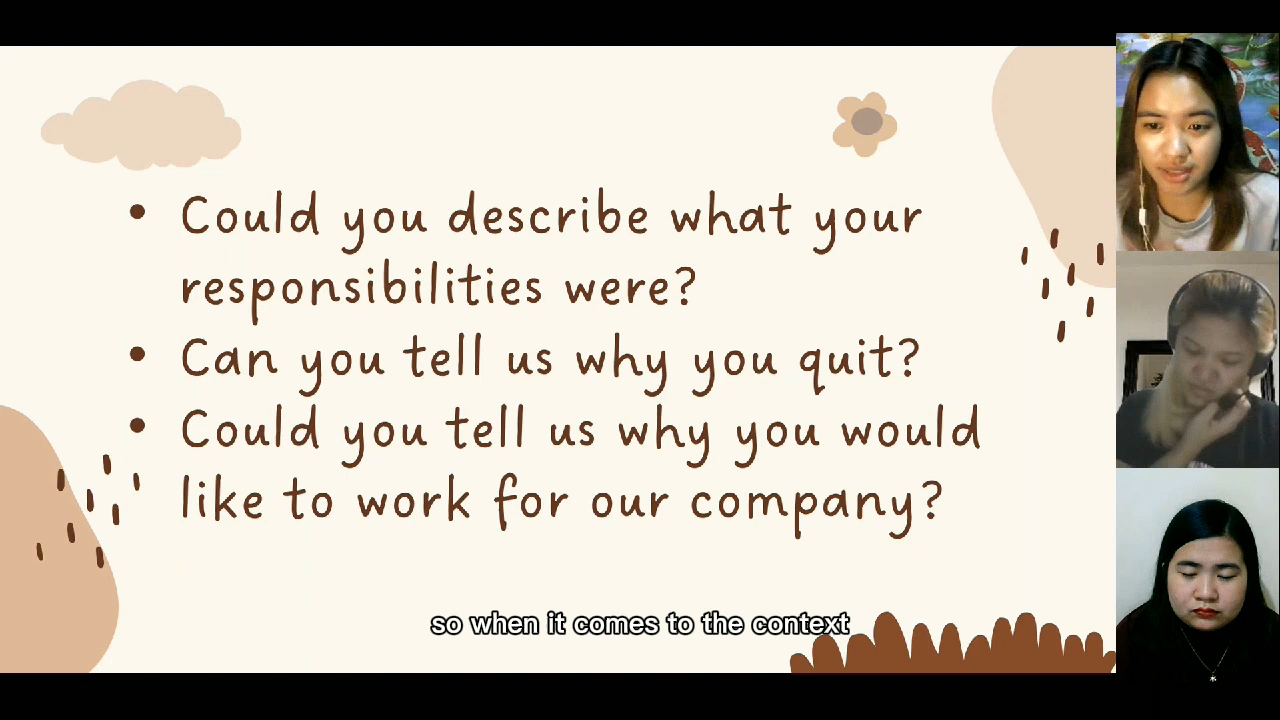 • Could you describe what your
responsibilities were?
• Can you tell us why you quit?
• Could you tell us why you would
like to work for our company?
so when it comes to the context